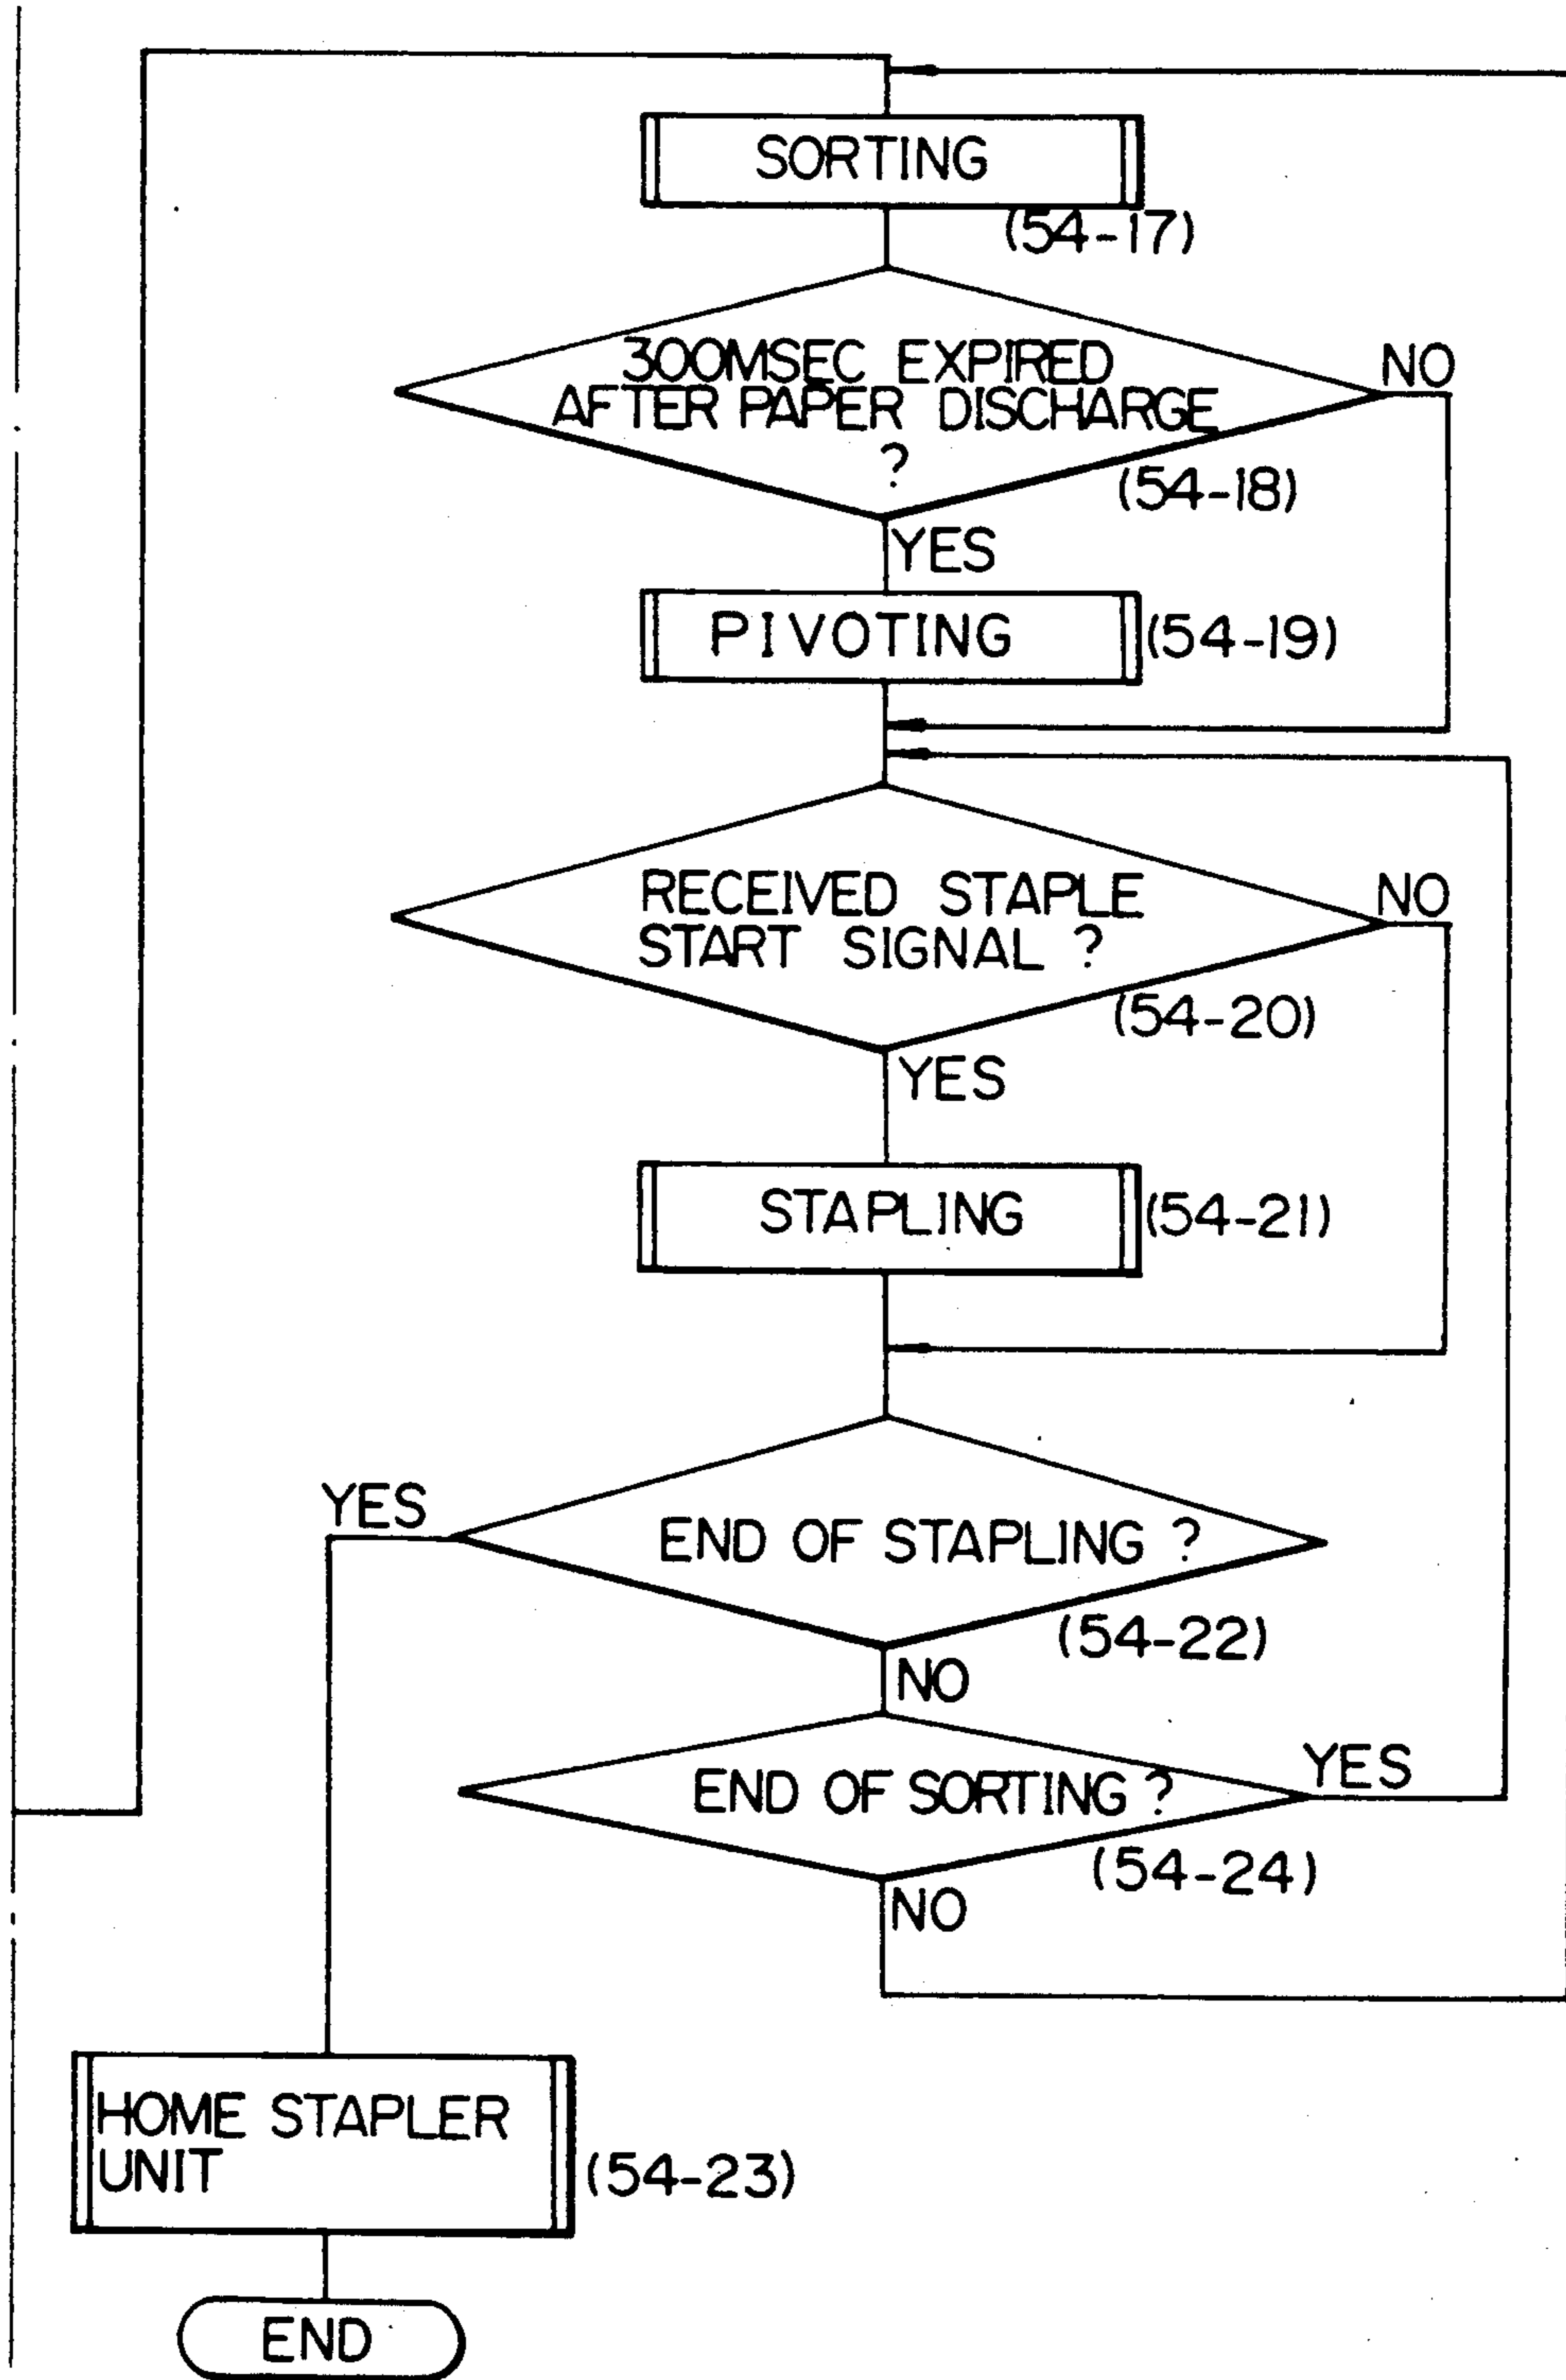 SORTING
(54-17)
300MSEC EXPIRED
AFTER PAPER DISCHARGE
?
NO
(54-18)
YES
PIVOTING
(54-19)
RECEIVED STAPLE
START SIGNAL ?
NO
(54-20)
YES
STAPLING
(54-21)
YES
END OF STAPLING ?
(54-22)
NO
END OF SORTING ?
YES
(54-24)
NO
HOME STAPLER
UNIT
(54-23)
END